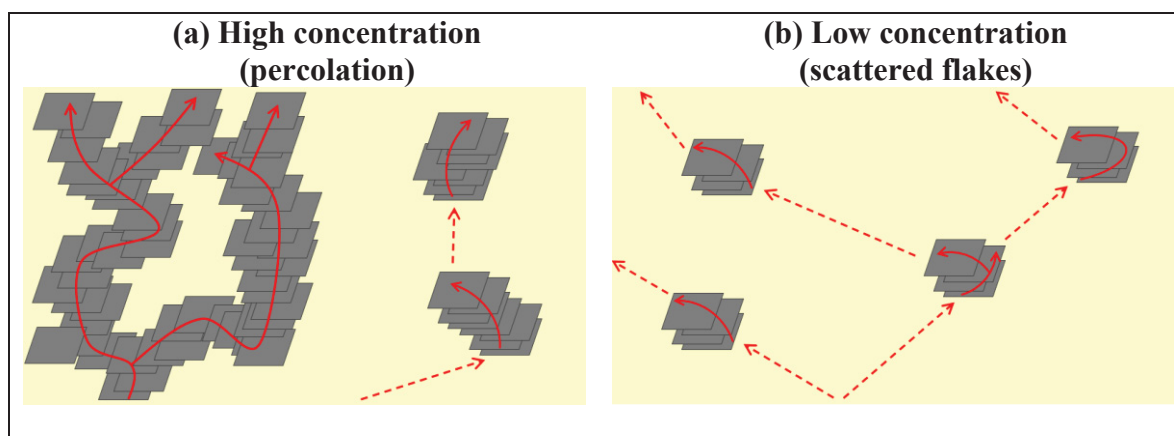 (a) High concentration
(percolation)
(b) Low concentration
(scattered flakes)